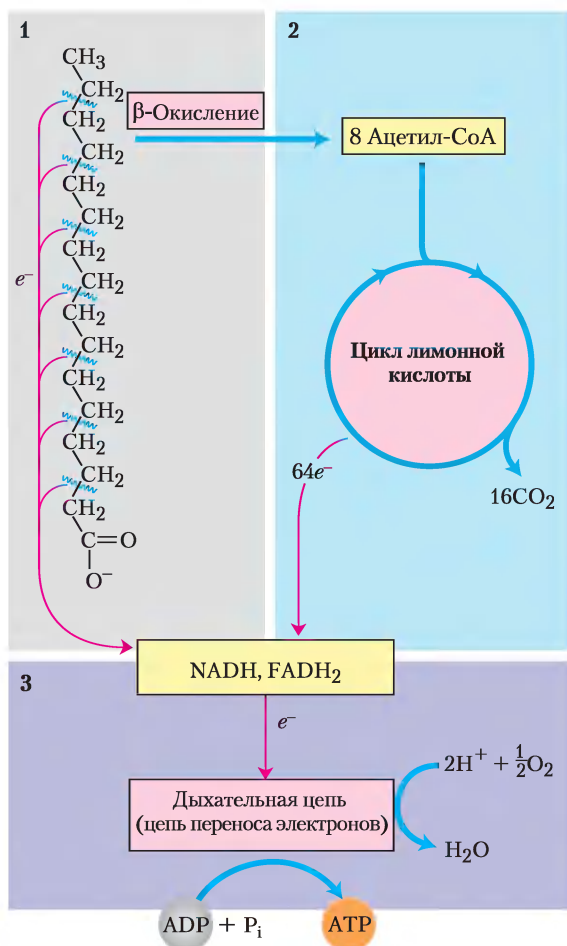 1
CH₃
CH₂
CH₂
CH₂
CH₂
CH₂
CH₂
CH₂
CH₂
CH₂
CH₂
CH₂
CH₂
CH₂
CH₂
C=O
O⁻
e⁻
β-Окисление
2
8 Ацетил-CoA
Цикл лимонной
кислоты
64e⁻
16CO₂
NADH, FADH₂
3
e⁻
Дыхательная цепь
(цепь переноса электронов)
2H⁺ + ½O₂
H₂O
ADP + Pᵢ
ATP